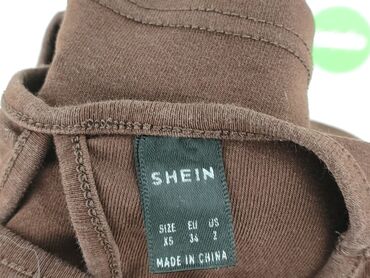 SHEIN
SIZE EU US
XS 34 2
MADE IN CHINA